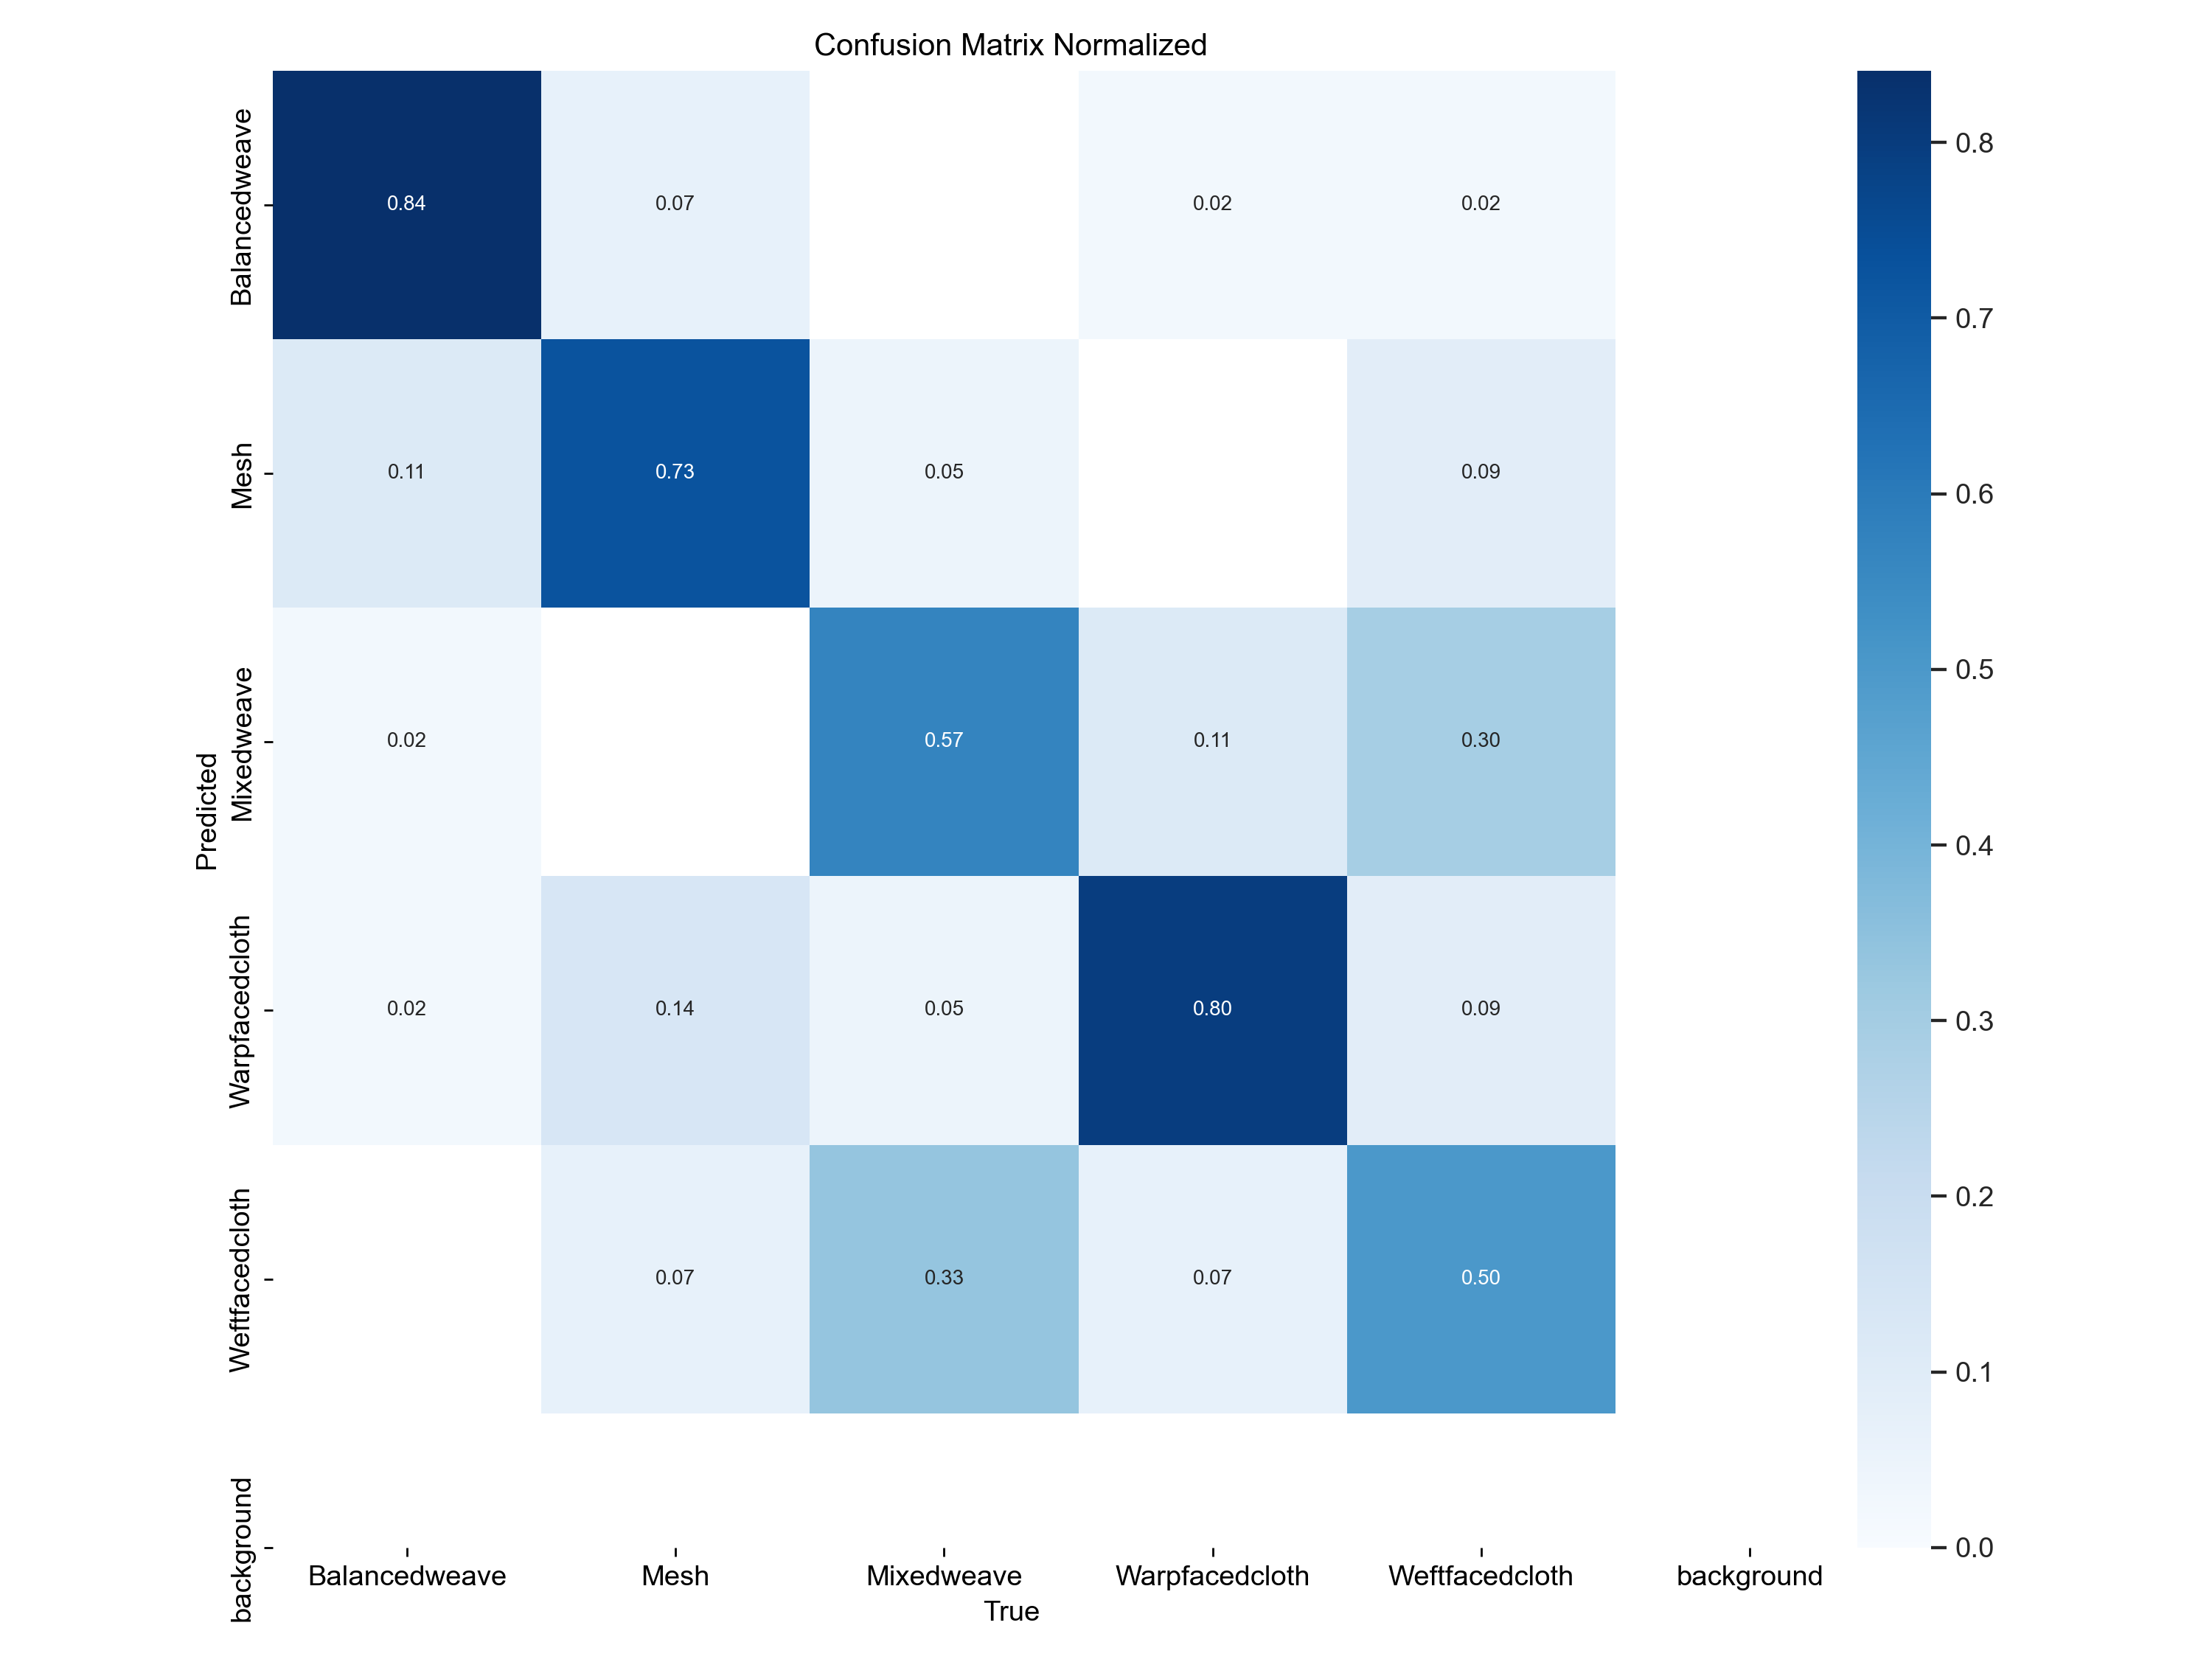 Confusion Matrix Normalized
Balancedweave
0.84
0.07
0.02
0.02
Mesh
0.11
0.73
0.05
0.09
Mixedweave
0.02
0.57
0.11
0.30
Warpfacedcloth
0.02
0.14
0.05
0.80
0.09
Weftfacedcloth
0.07
0.33
0.07
0.50
background
Predicted
Balancedweave
Mesh
Mixedweave
Warpfacedcloth
Weftfacedcloth
background
True
0.8
0.7
0.6
0.5
0.4
0.3
0.2
0.1
0.0